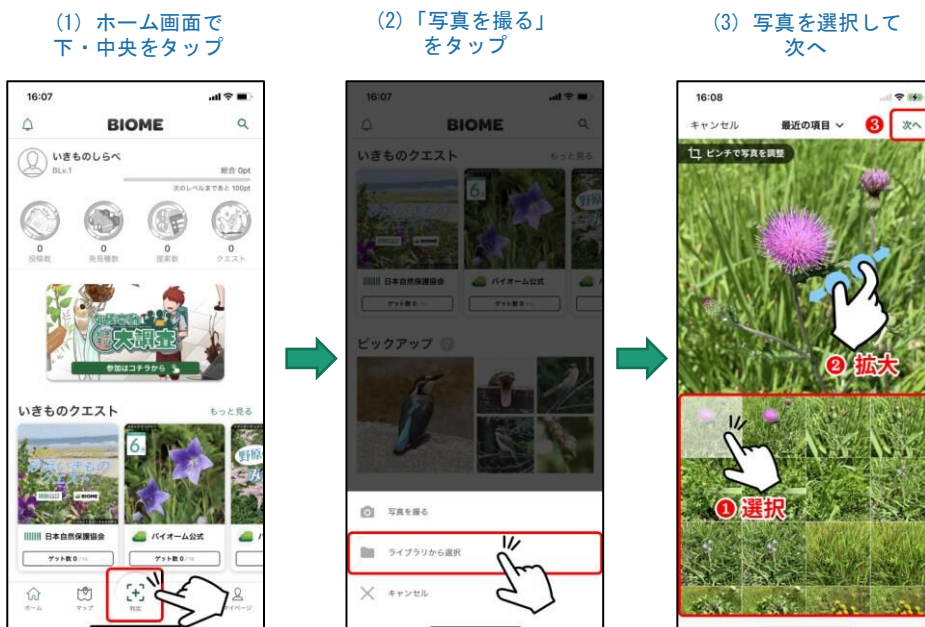 (1) ホーム画面で
下・中央をタップ
(2)「写真を撮る」
をタップ
(3) 写真を選択して
次へ
16:07
BIOME
いきものしらべ
BLv.1
総合 0pt
次のレベルまであと 100pt
0
0
0
0
投稿数
発見種数
提案数
クエスト
大調査
参加はコチラから
いきものクエスト
もっと見る
6
野原
BIOME
日本自然保護協会
バイオーム公式
ゲット数 0/16
ゲット数 0
ホーム
マップ
判定
マイページ
16:07
BIOME
いきものクエスト
もっと見る
6
野原
BIOME
日本自然保護協会
バイオーム公式
ゲット数 0
ゲット数 0
ピックアップ
写真を撮る
ライブラリから選択
キャンセル
16:08
キャンセル
最近の項目
3
次へ
ピンチで写真を調整
2 拡大
1 選択